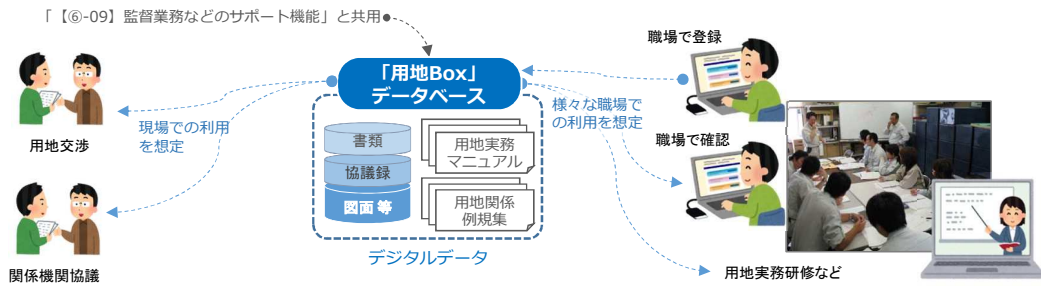 「【⑥-09】監督業務などのサポート機能」と共用
職場で登録
「用地Box」
データベース
様々な職場で
の利用を想定
現場での利用
を想定
用地交渉
書類
協議録
図面 等
用地実務
マニュアル
用地関係
例規集
職場で確認
デジタルデータ
関係機関協議
用地実務研修など